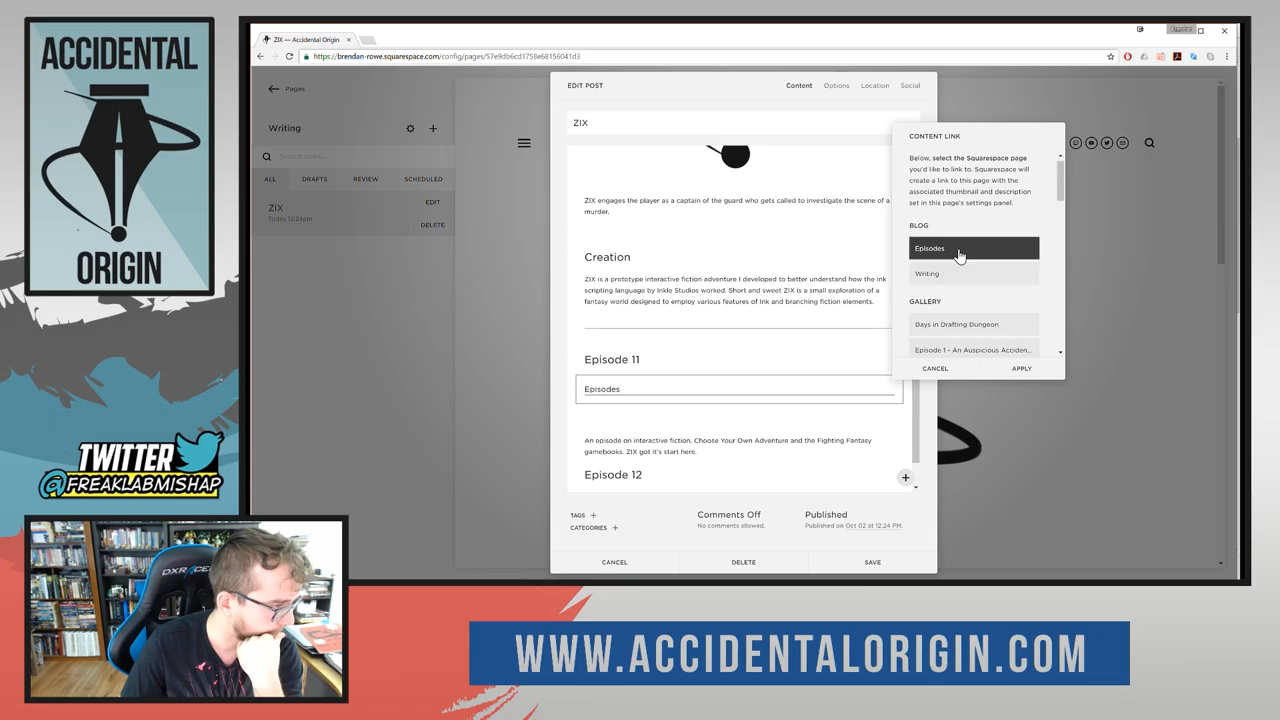 ACCIDENTAL
ORIGIN
TWITTER
@FREAKLABMISHAP
DXRACER
ZIX — Accidental Origin
https://brendan-rowe.squarespace.com/config/pages/57e9db6cd1758e68156041d3
Pages
Writing
Search items...
ALL
DRAFTS
REVIEW
SCHEDULED
ZIX
Today 12:24pm
EDIT
DELETE
EDIT POST
Content
Options
Location
Social
ZIX
ZIX engages the player as a captain of the guard who gets called to investigate the scene of a
murder.
Creation
ZIX is a prototype interactive fiction adventure I developed to better understand how the Ink
scripting language by Inkle Studios worked. Short and sweet ZIX is a small exploration of a
fantasy world designed to employ various features of Ink and branching fiction elements.
Episode 11
Episodes
An episode on interactive fiction, Choose Your Own Adventure and the Fighting Fantasy
gamebooks. ZIX got it's start here.
Episode 12
TAGS +
CATEGORIES +
Comments Off
No comments allowed.
Published
Published on Oct 02 at 12:24 PM.
CANCEL
DELETE
SAVE
CONTENT LINK
Below, select the Squarespace page
you'd like to link to. Squarespace will
create a link to this page with the
associated thumbnail and description
set in this page's settings panel.
BLOG
Episodes
Writing
GALLERY
Days in Drafting Dungeon
Episode 1 - An Auspicious Acciden...
CANCEL
APPLY
WWW.ACCIDENTALORIGIN.COM